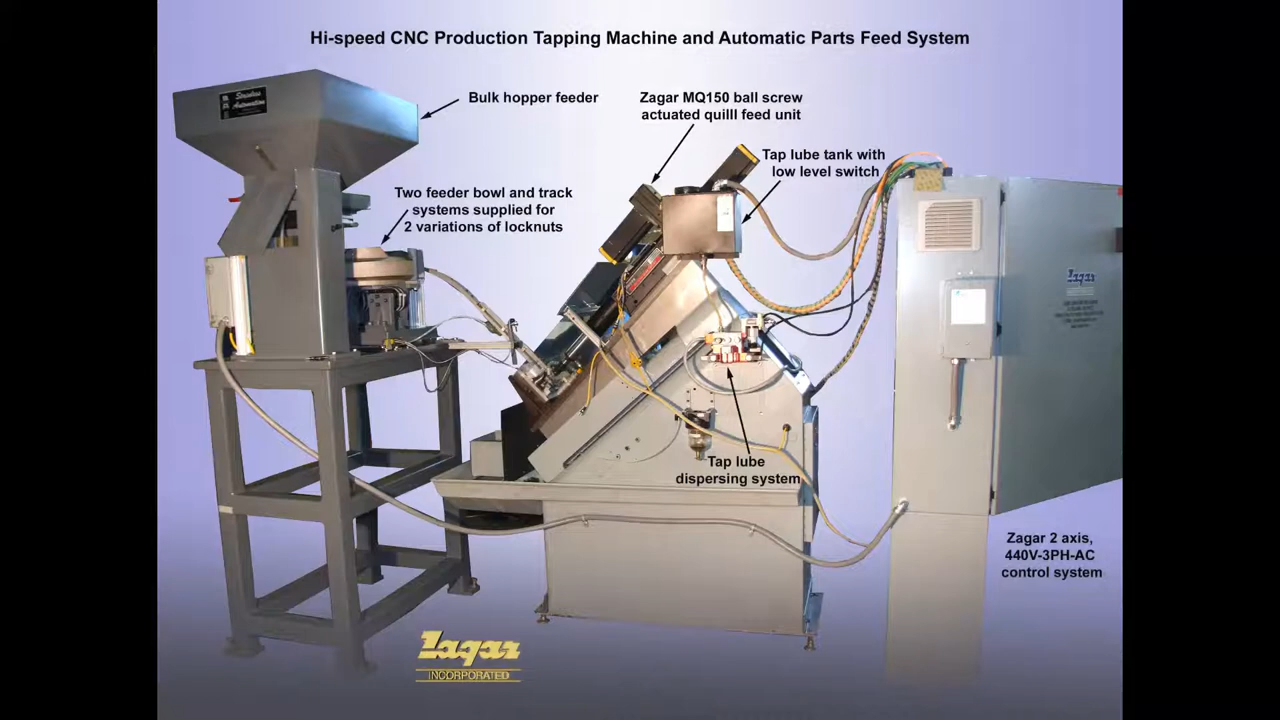 Hi-speed CNC Production Tapping Machine and Automatic Parts Feed System
Bulk hopper feeder
Zagar MQ150 ball screw
actuated quilll feed unit
Tap lube tank with
low level switch
Two feeder bowl and track
systems supplied for
2 variations of locknuts
Automation
Zagar
Tap lube
dispersing system
Zagar 2 axis,
440V-3PH-AC
control system
Zagar
INCORPORATED